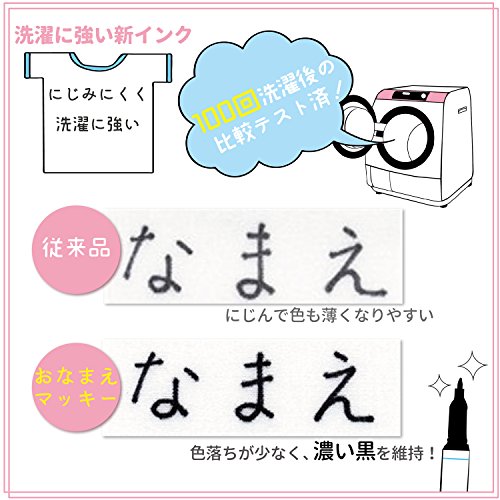 洗濯に強い新インク
にじみにくく
洗濯に強い
100回洗濯後の
比較テスト済！
従来品
なまえ
にじんで色も薄くなりやすい
おなまえ
マッキー
なまえ
色落ちが少なく、濃い黒を維持！